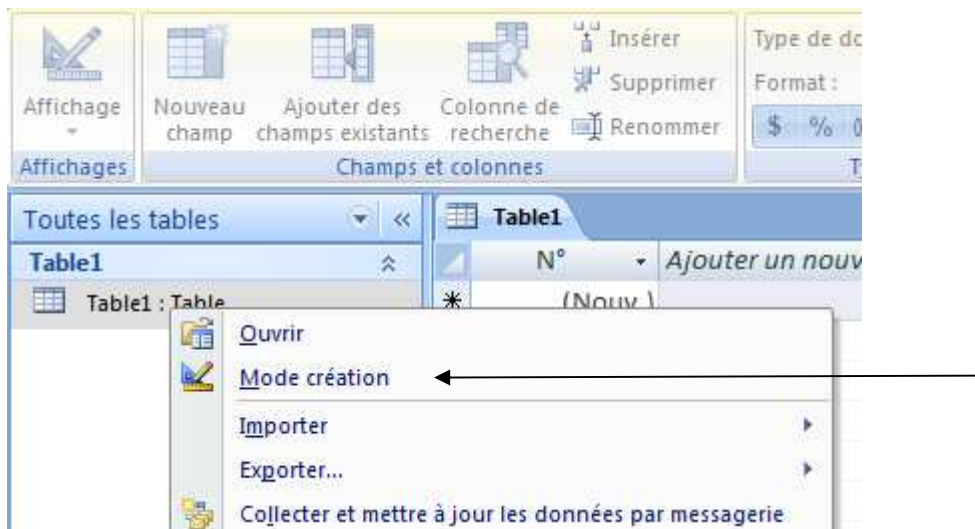 Affichage
Affichages
Nouveau
champ
Ajouter des
champs existants
Colonne de
recherche
Insérer
Supprimer
Renommer
Champs et colonnes
Type de
Format :
$ %
Toutes les tables «
Table1
Table1 : Table
Table1
N° Ajouter un
* (Nouv.)
Ouvrir
Mode création
Importer
Exporter...
Collecter et mettre à jour les données par messagerie